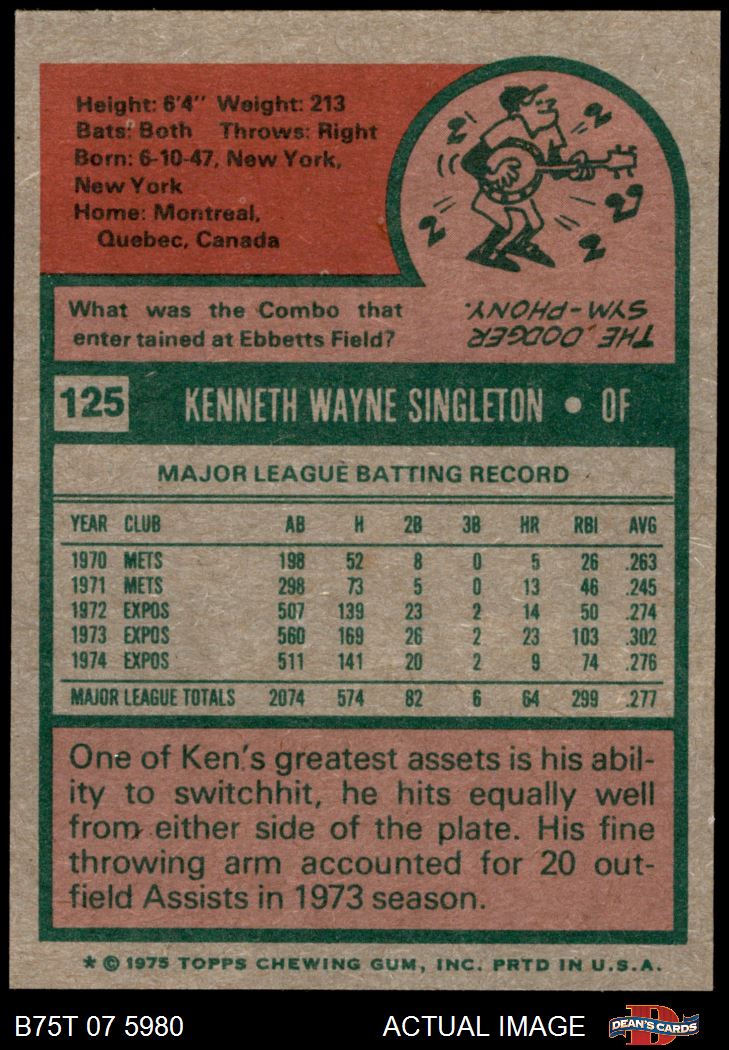 Height: 6'4" Weight: 213
Bats: Both Throws: Right
Born: 6-10-47, New York,
New York
Home: Montreal,
Quebec, Canada
What was the Combo that
enter tained at Ebbetts Field?
THE DODGER
SYM-PHONY.
125 KENNETH WAYNE SINGLETON • OF
MAJOR LEAGUE BATTING RECORD
YEAR CLUB AB H 2B 3B HR RBI AVG
1970 METS 198 52 8 0 5 26 .263
1971 METS 298 73 5 0 13 46 .245
1972 EXPOS 507 139 23 2 14 50 .274
1973 EXPOS 560 169 26 2 23 103 .302
1974 EXPOS 511 141 20 2 9 74 .276
MAJOR LEAGUE TOTALS 2074 574 82 6 64 299 .277
One of Ken's greatest assets is his abil-
ity to switchhit, he hits equally well
from either side of the plate. His fine
throwing arm accounted for 20 out-
field Assists in 1973 season.
* © 1975 TOPPS CHEWING GUM, INC. PRTD IN U.S.A.
B75T 07 5980 ACTUAL IMAGE DEAN'S CARDS